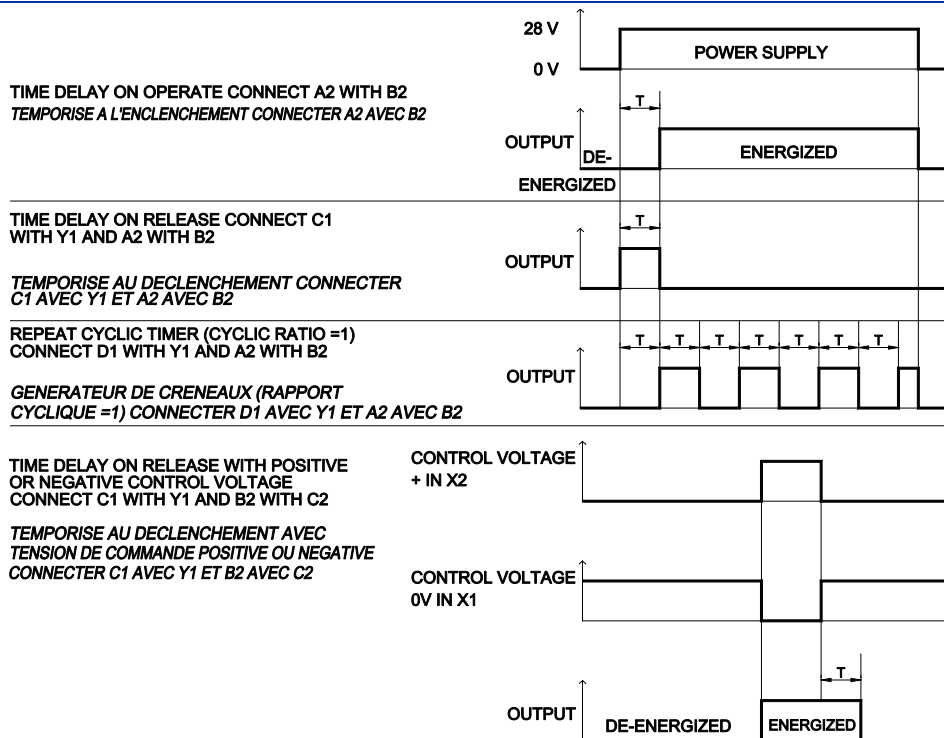 28 V
POWER SUPPLY
0 V
TIME DELAY ON OPERATE CONNECT A2 WITH B2
TEMPORISE A L'ENCLENCHEMENT CONNECTER A2 AVEC B2
T
OUTPUT
DE-
ENERGIZED
ENERGIZED
TIME DELAY ON RELEASE CONNECT C1
WITH Y1 AND A2 WITH B2
T
OUTPUT
TEMPORISE AU DECLENCHEMENT CONNECTER
C1 AVEC Y1 ET A2 AVEC B2
REPEAT CYCLIC TIMER (CYCLIC RATIO =1)
CONNECT D1 WITH Y1 AND A2 WITH B2
T T T T T T T
OUTPUT
GENERATEUR DE CRENEAUX (RAPPORT
CYCLIQUE =1) CONNECTER D1 AVEC Y1 ET A2 AVEC B2
TIME DELAY ON RELEASE WITH POSITIVE
OR NEGATIVE CONTROL VOLTAGE
CONNECT C1 WITH Y1 AND B2 WITH C2
CONTROL VOLTAGE
+ IN X2
TEMPORISE AU DECLENCHEMENT AVEC
TENSION DE COMMANDE POSITIVE OU NEGATIVE
CONNECTER C1 AVEC Y1 ET B2 AVEC C2
CONTROL VOLTAGE
0V IN X1
T
OUTPUT
DE-ENERGIZED
ENERGIZED